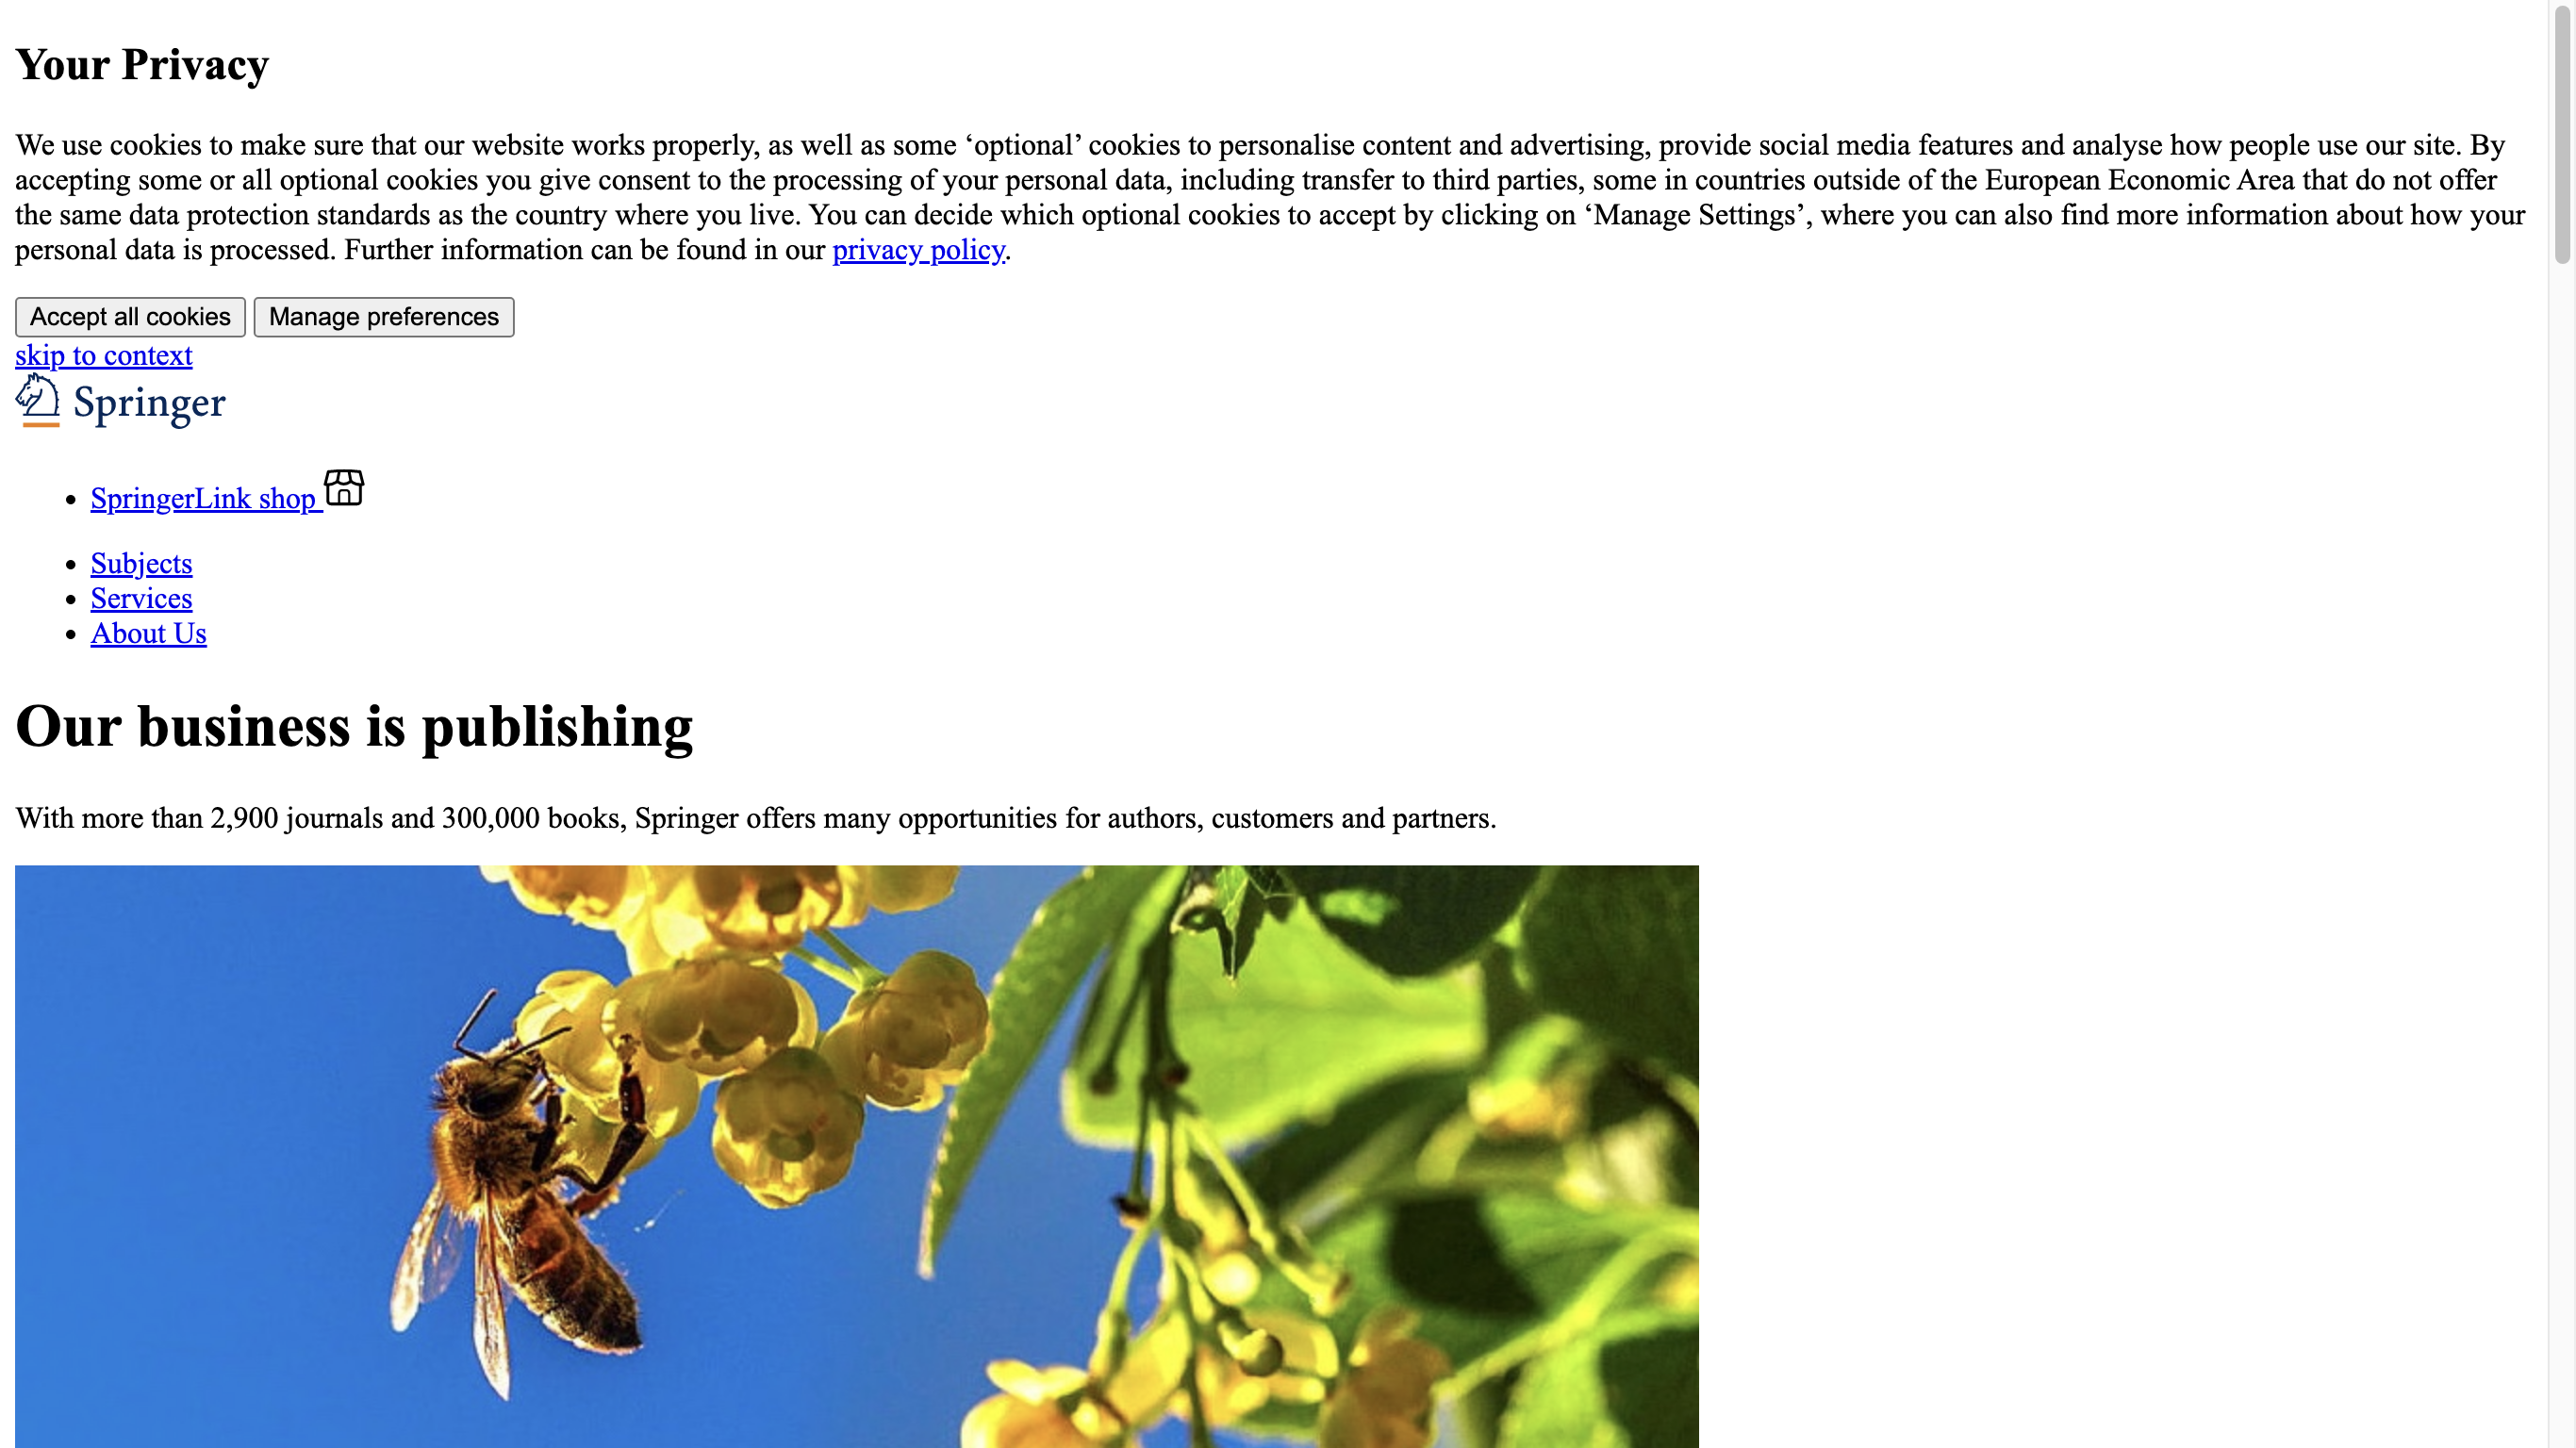 Your Privacy
We use cookies to make sure that our website works properly, as well as some ‘optional’ cookies to personalise content and advertising, provide social media features and analyse how people use our site. By
accepting some or all optional cookies you give consent to the processing of your personal data, including transfer to third parties, some in countries outside of the European Economic Area that do not offer
the same data protection standards as the country where you live. You can decide which optional cookies to accept by clicking on ‘Manage Settings’, where you can also find more information about how your
personal data is processed. Further information can be found in our privacy policy.
Accept all cookies Manage preferences
skip to context
Springer
SpringerLink shop
Subjects
Services
About Us
Our business is publishing
With more than 2,900 journals and 300,000 books, Springer offers many opportunities for authors, customers and partners.